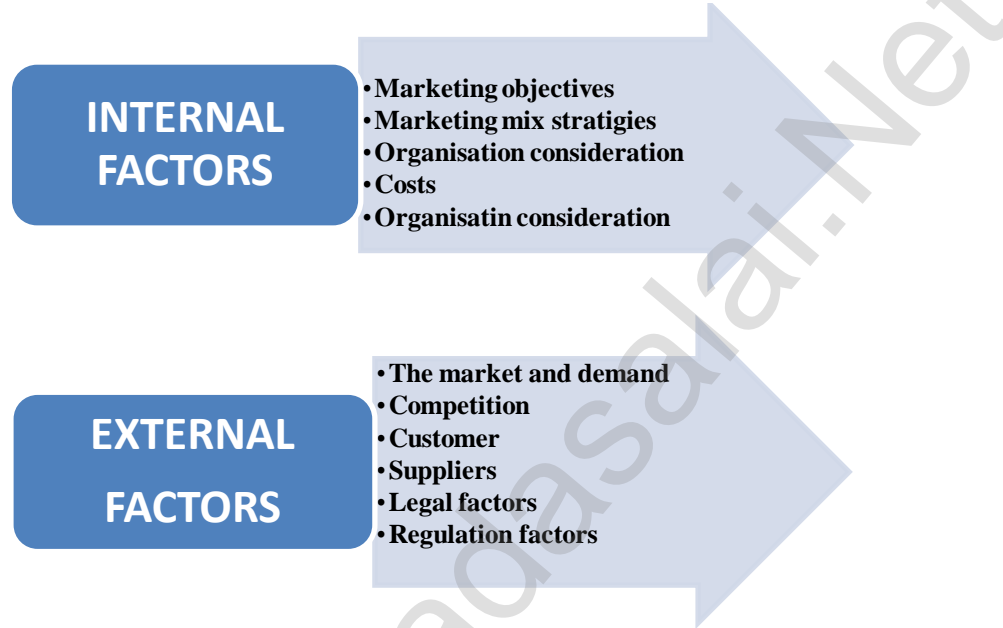 INTERNAL
FACTORS
•Marketing objectives
•Marketing mix stratigies
•Organisation consideration
•Costs
•Organisatin consideration
EXTERNAL
FACTORS
•The market and demand
•Competition
•Customer
•Suppliers
•Legal factors
•Regulation factors
adasalai.Net